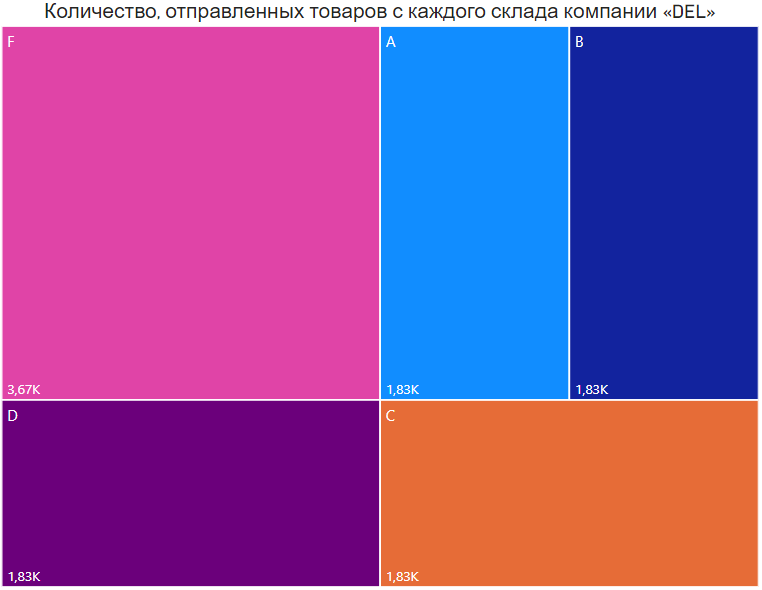 Количество, отправленных товаров с каждого склада компании «DEL»
F
3,67K
A
1,83K
B
1,83K
D
1,83K
C
1,83K